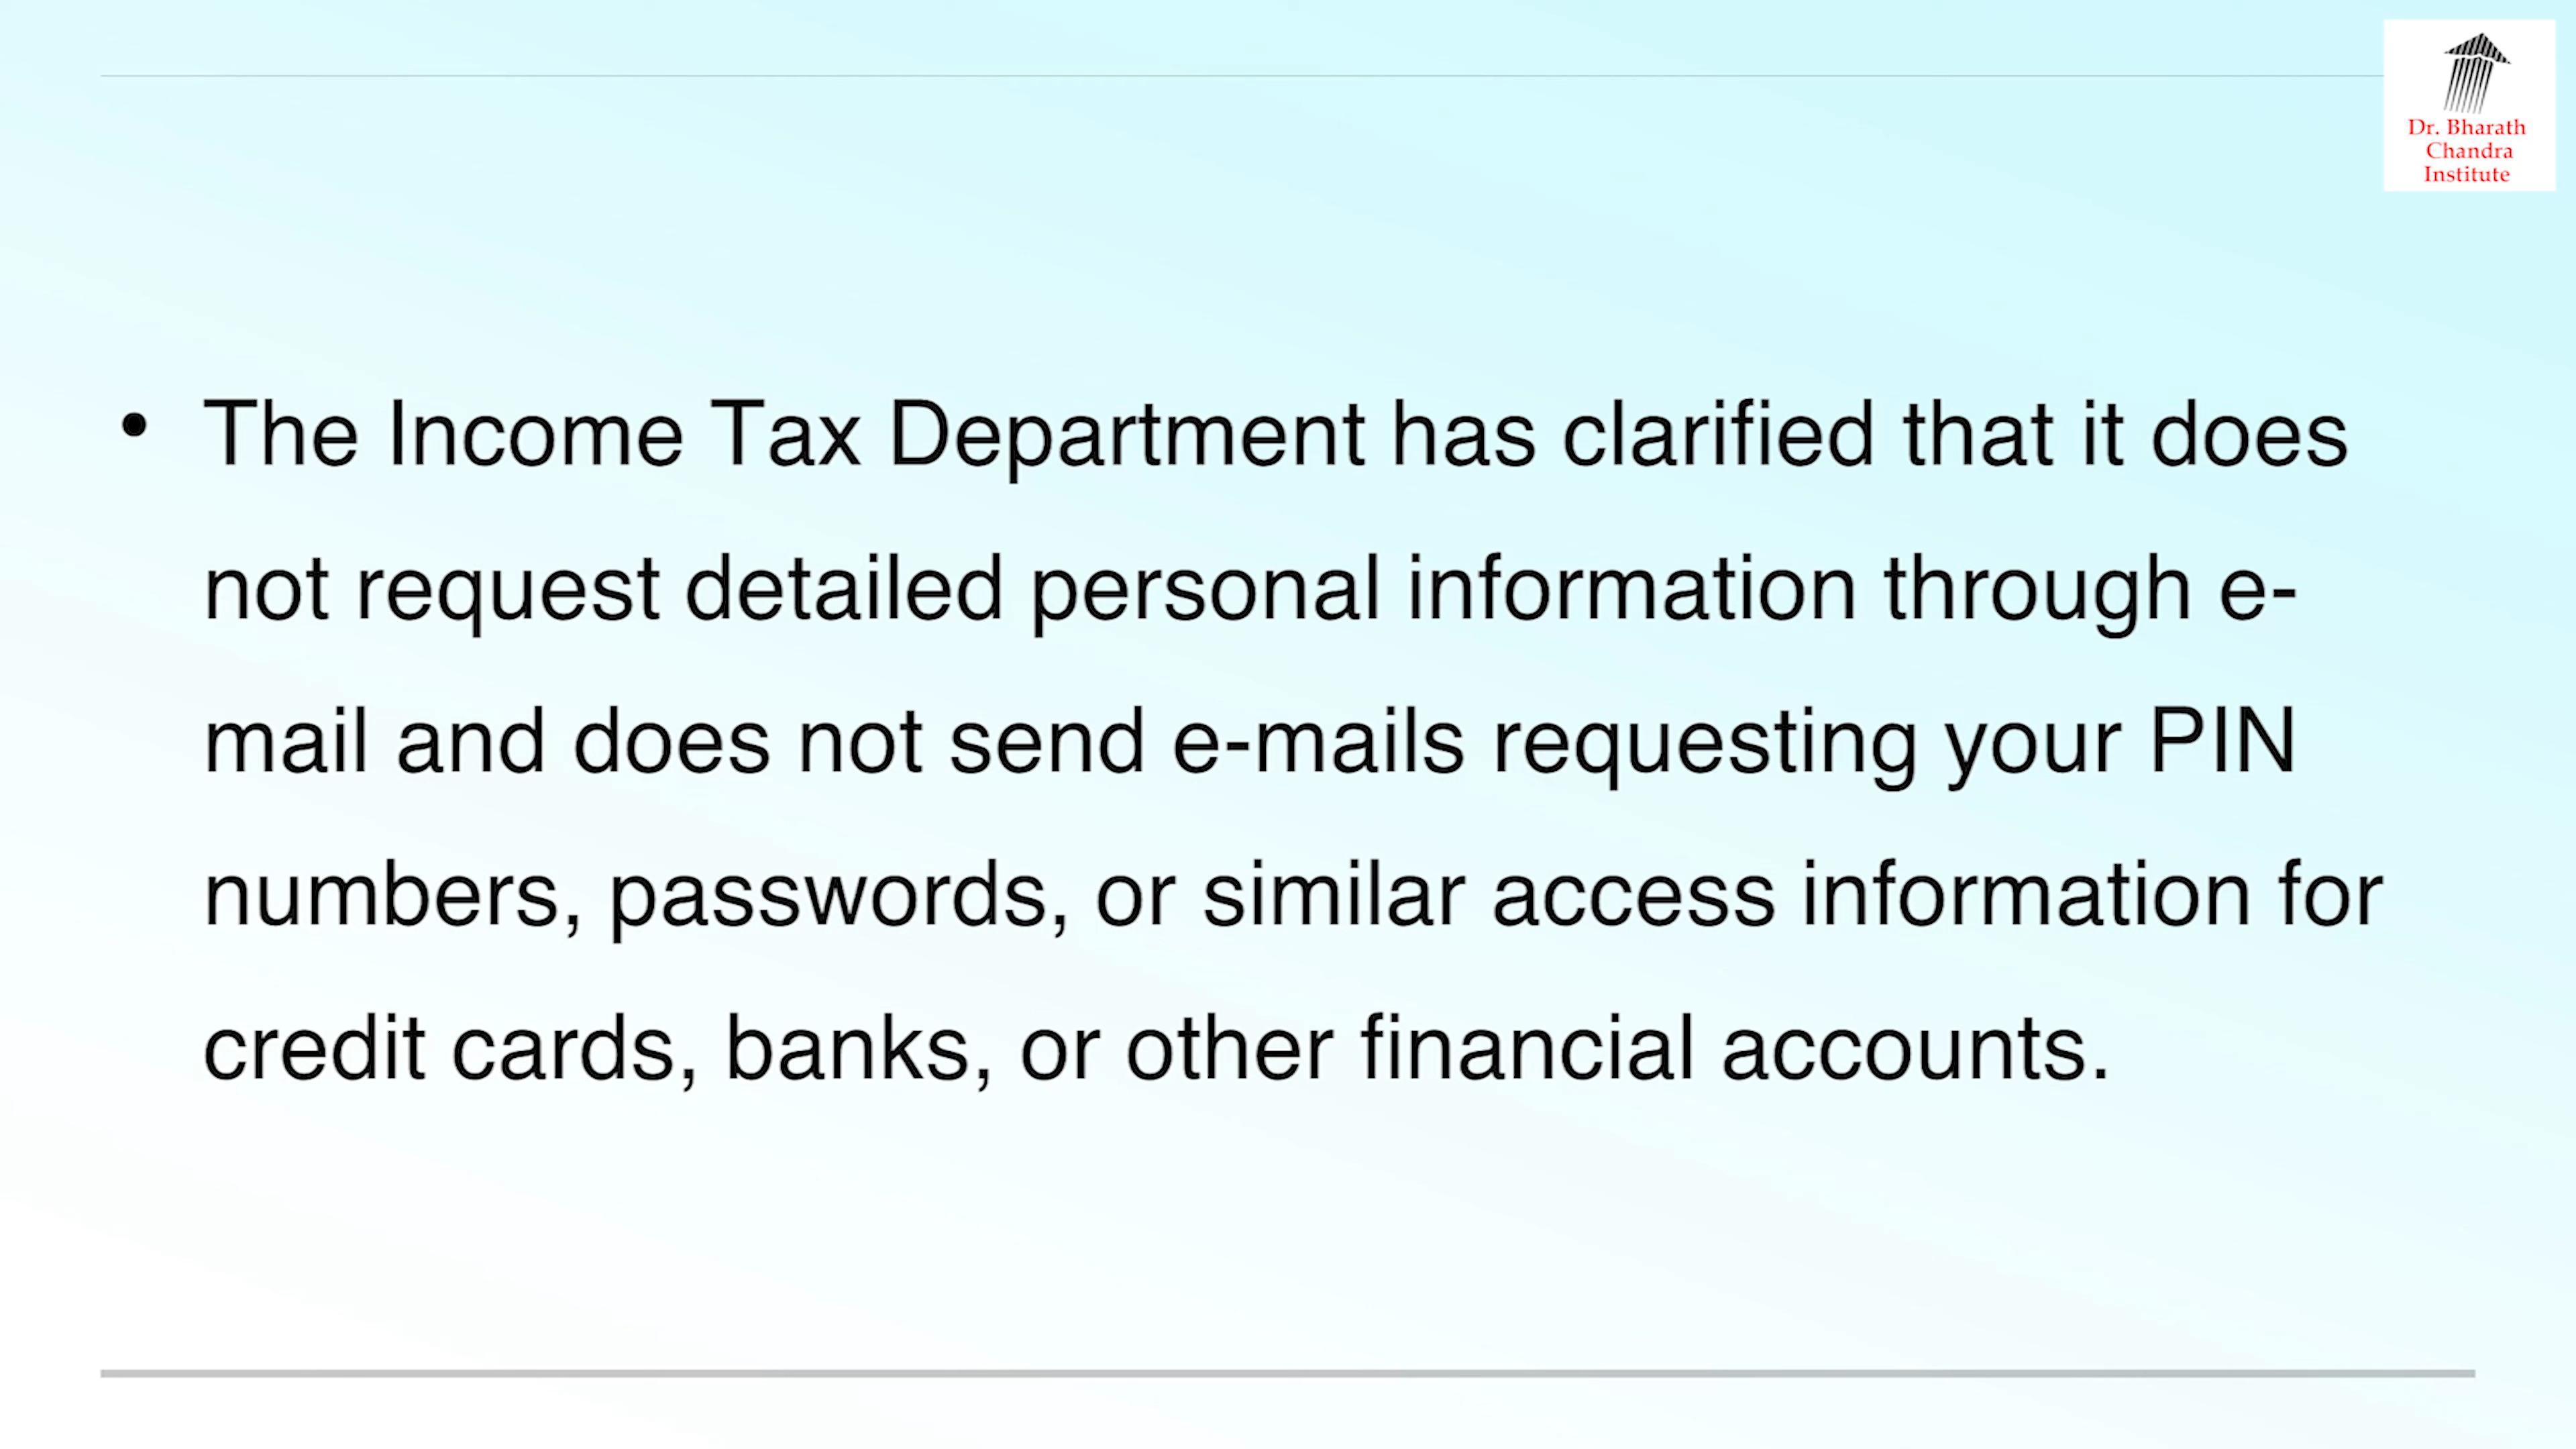 Dr. Bharath
Chandra
Institute
• The Income Tax Department has clarified that it does
not request detailed personal information through e-
mail and does not send e-mails requesting your PIN
numbers, passwords, or similar access information for
credit cards, banks, or other financial accounts.